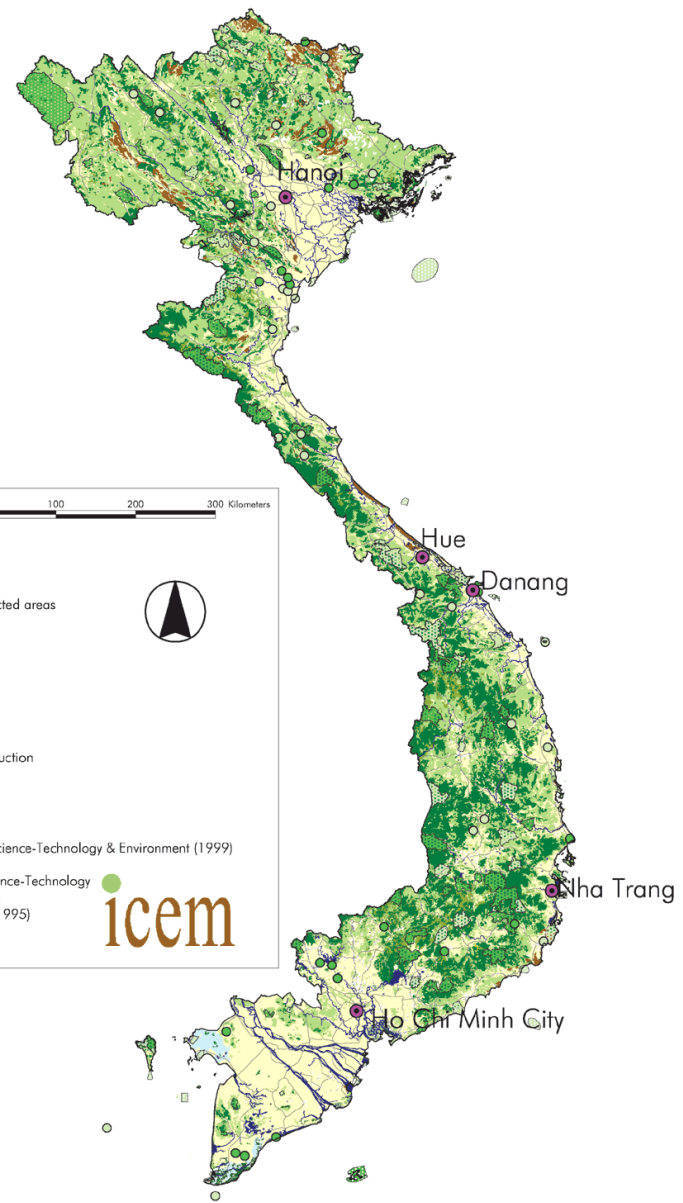 Hanoi
100 200 300 Kilometers
Hue
Danang
cted areas
uction
cience-Technology & Environment (1999)
nce-Technology
icem
995)
Nha Trang
Ho Chi Minh City